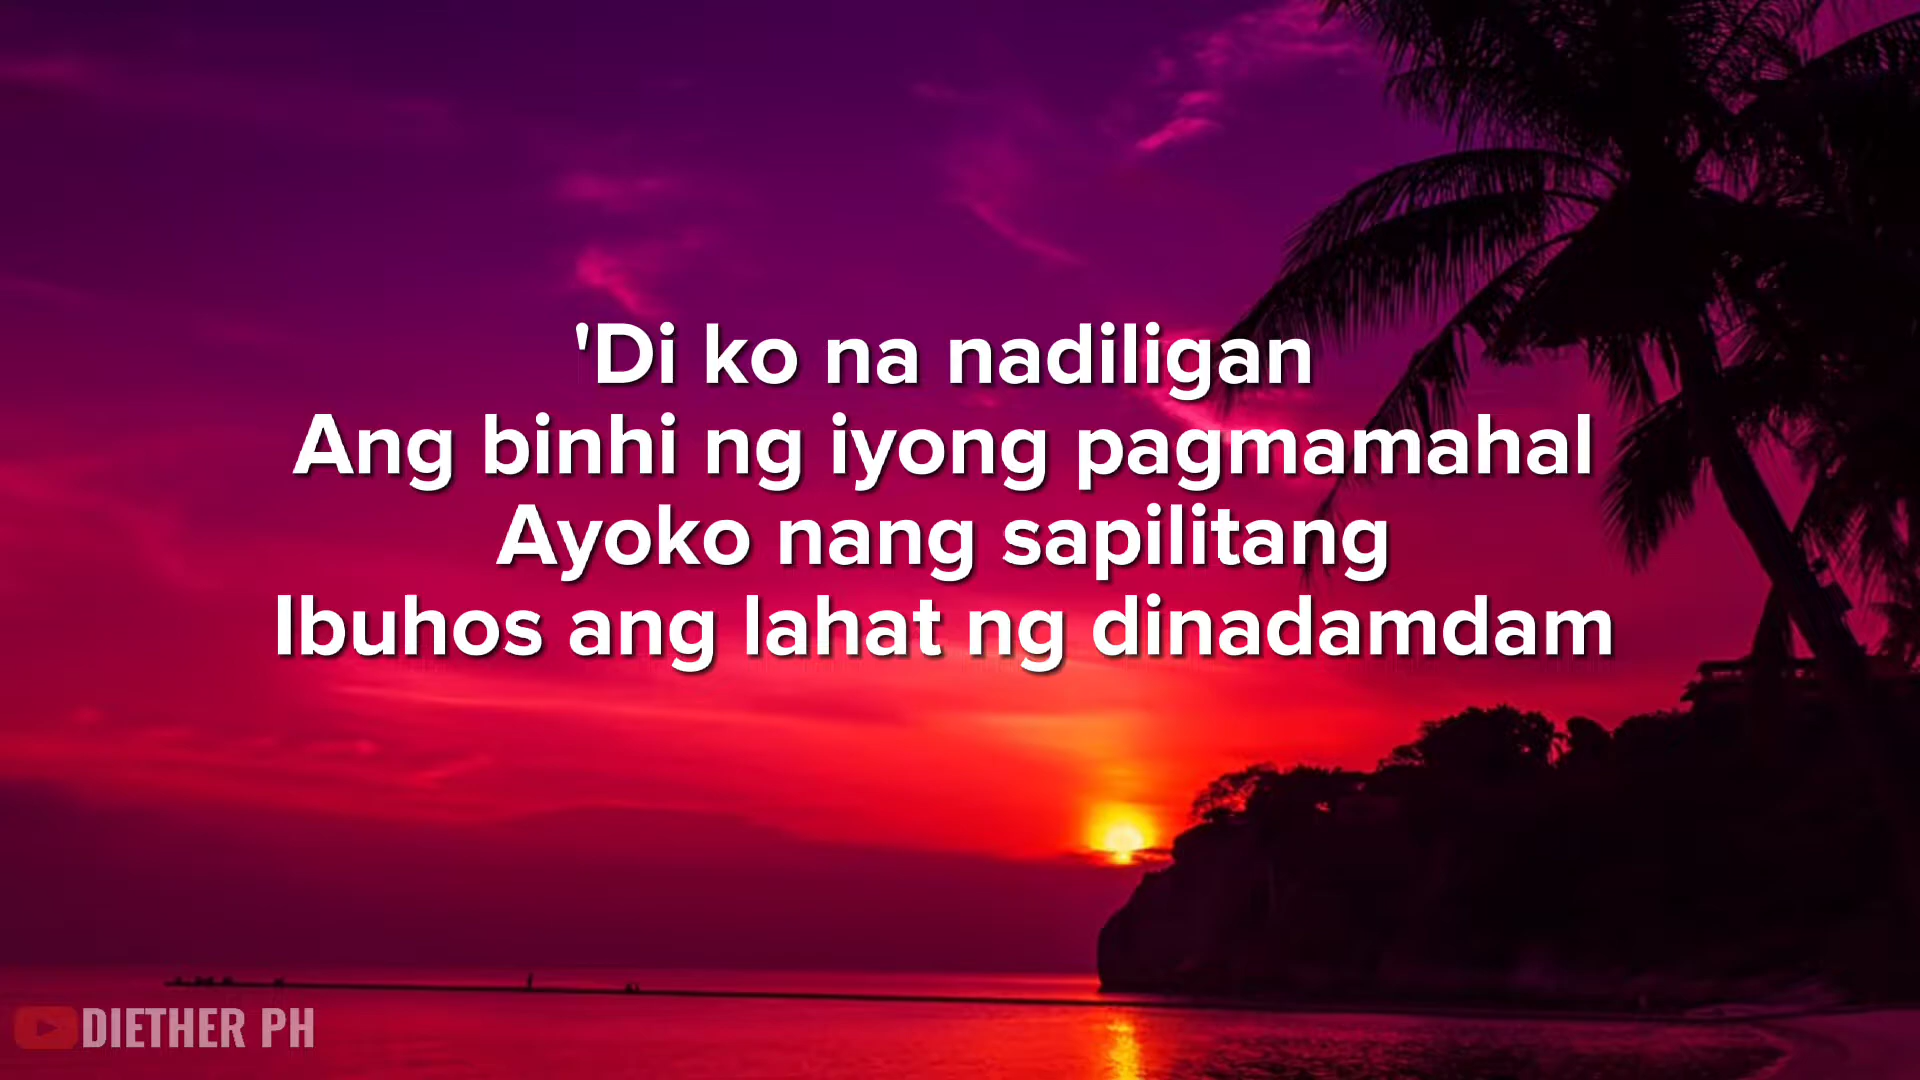 'Di ko na nadiligan
Ang binhi ng iyong pagmamahal
Ayoko nang sapilitang
Ibuhos ang lahat ng dinadamdam
DIETHER PH